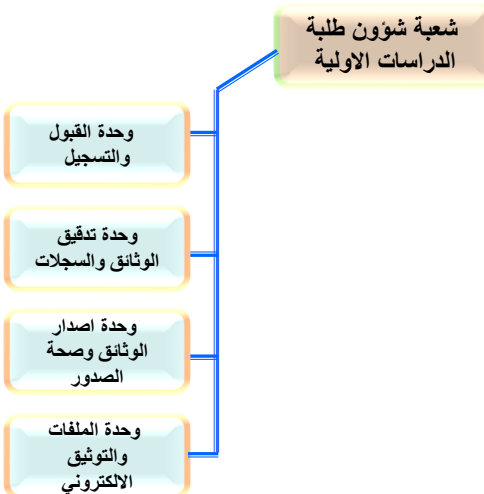 شعبة شؤون طلبة
الدراسات الاولية
وحدة القبول
والتسجيل
وحدة تدقيق
الوثائق والسجلات
وحدة اصدار
الوثائق وصحة
الصدور
وحدة الملفات
والتوثيق
الالكتروني